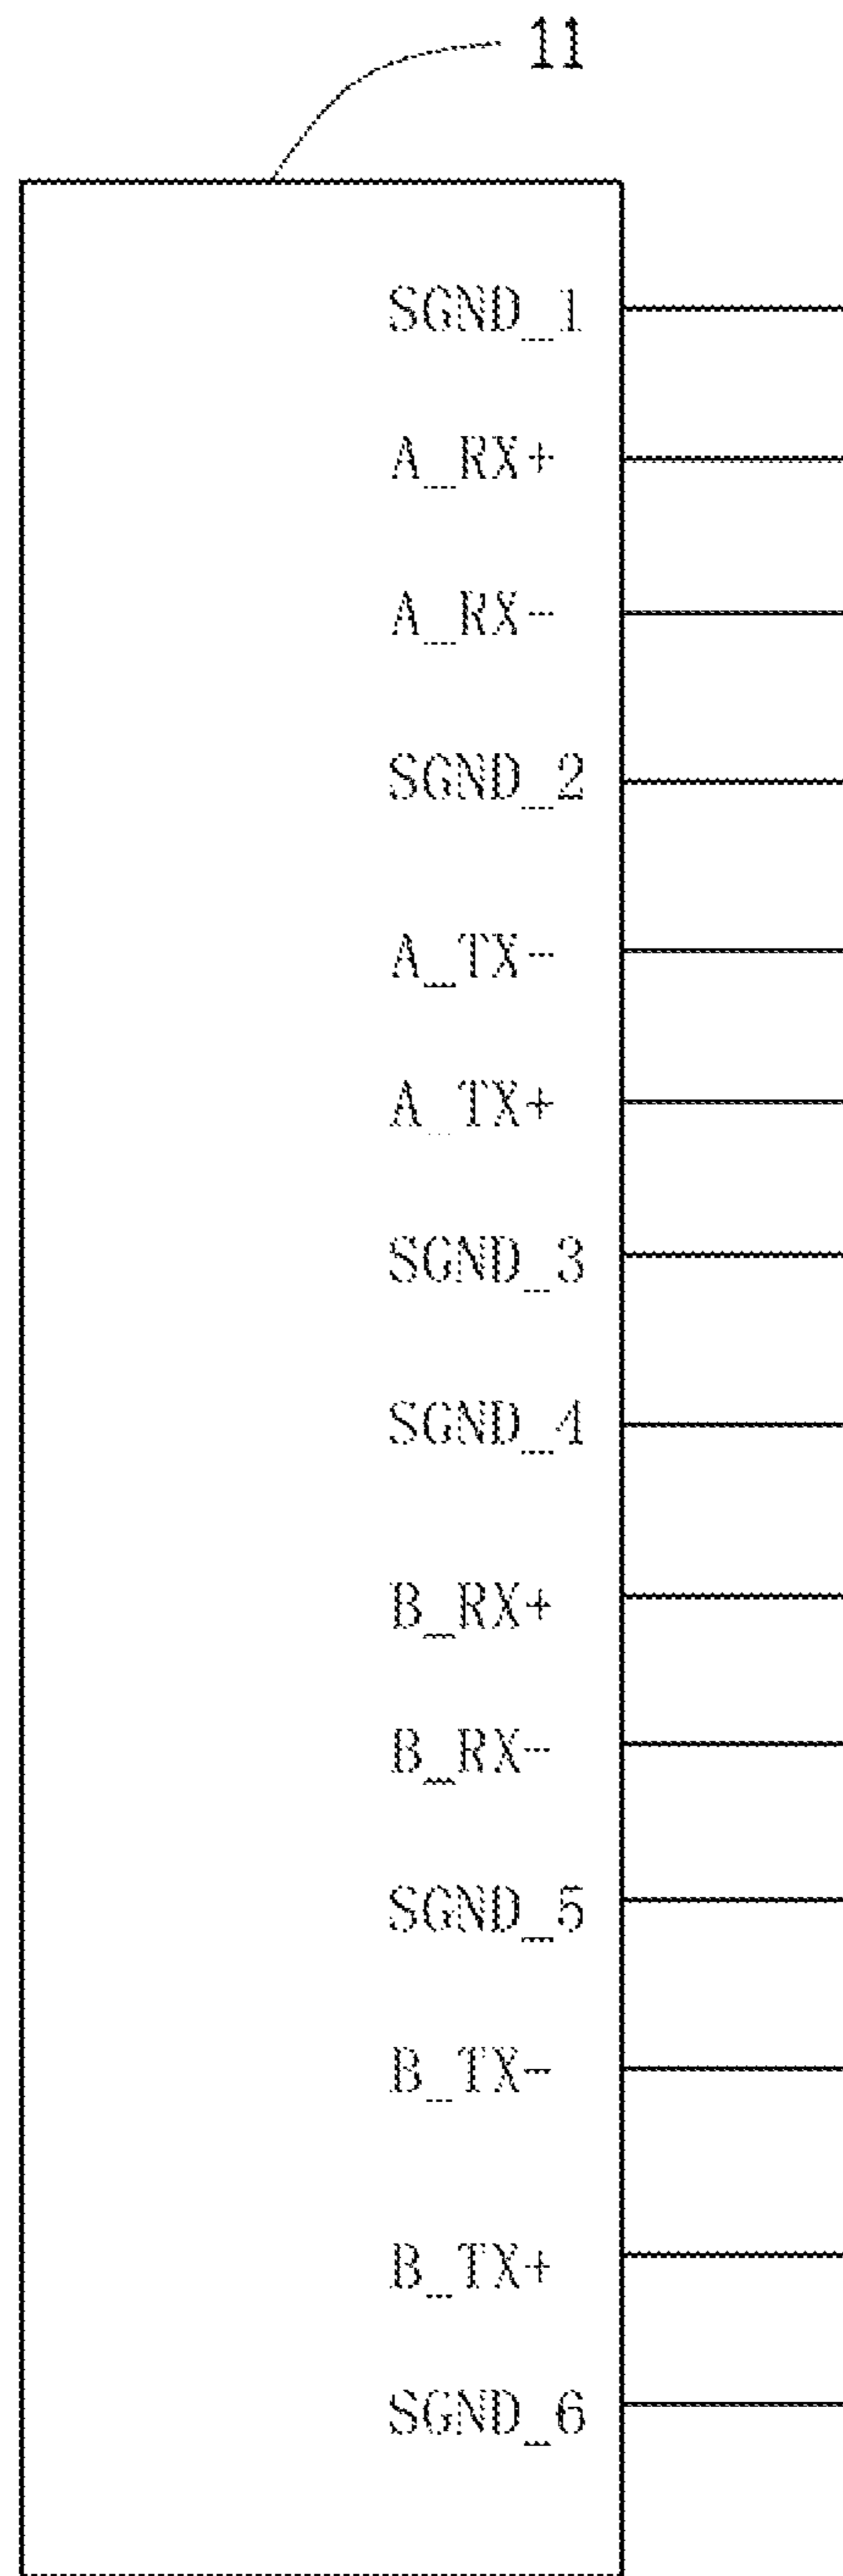 11
SGND_1
A_RX+
A_RX-
SGND_2
A_TX-
A_TX+
SGND_3
SGND_4
B_RX+
B_RX-
SGND_5
B_TX-
B_TX+
SGND_6